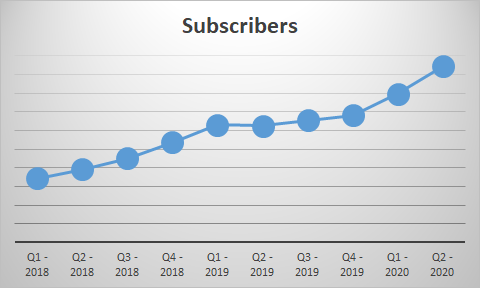 Subscribers
Q1 - Q2 - Q3 - Q4 - Q1 - Q2 - Q3 - Q4 - Q1 - Q2 -
2018 2018 2018 2018 2019 2019 2019 2019 2020 2020